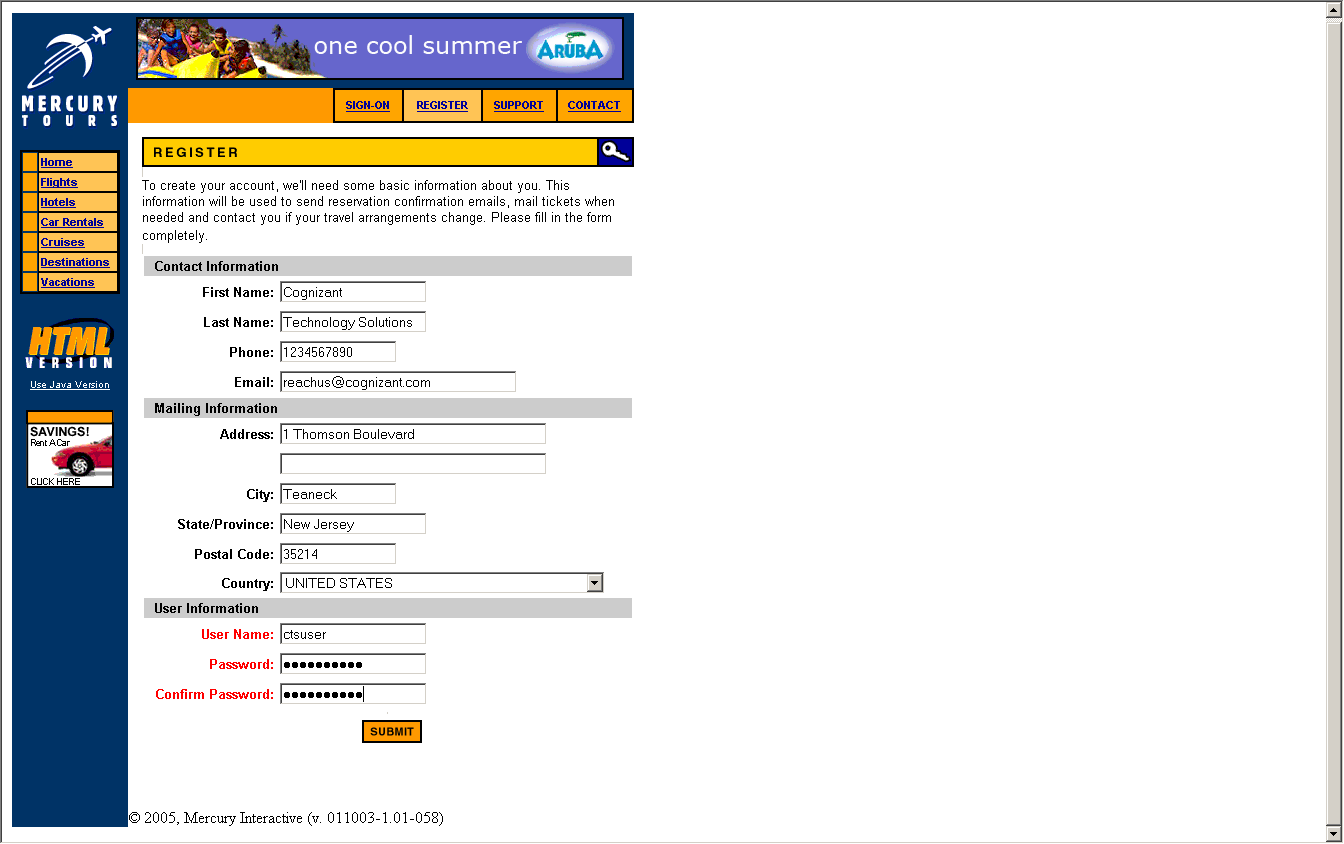 MERCURY
TOURS
one cool summer
ARUBA
SIGN-ON
REGISTER
SUPPORT
CONTACT
Home
Flights
Hotels
Car Rentals
Cruises
Destinations
Vacations
HTML
VERSION
Use Java Version
SAVINGS!
Rent A Car
CLICK HERE
REGISTER
To create your account, we'll need some basic information about you. This
information will be used to send reservation confirmation emails, mail tickets when
needed and contact you if your travel arrangements change. Please fill in the form
completely.
Contact Information
First Name: Cognizant
Last Name: Technology Solutions
Phone: 1234567890
Email: reachus@cognizant.com
Mailing Information
Address: 1 Thomson Boulevard
City: Teaneck
State/Province: New Jersey
Postal Code: 35214
Country: UNITED STATES
User Information
User Name: ctsuser
Password: ●●●●●●●●●●
Confirm Password: ●●●●●●●●●●
SUBMIT
© 2005, Mercury Interactive (v. 011003-1.01-058)